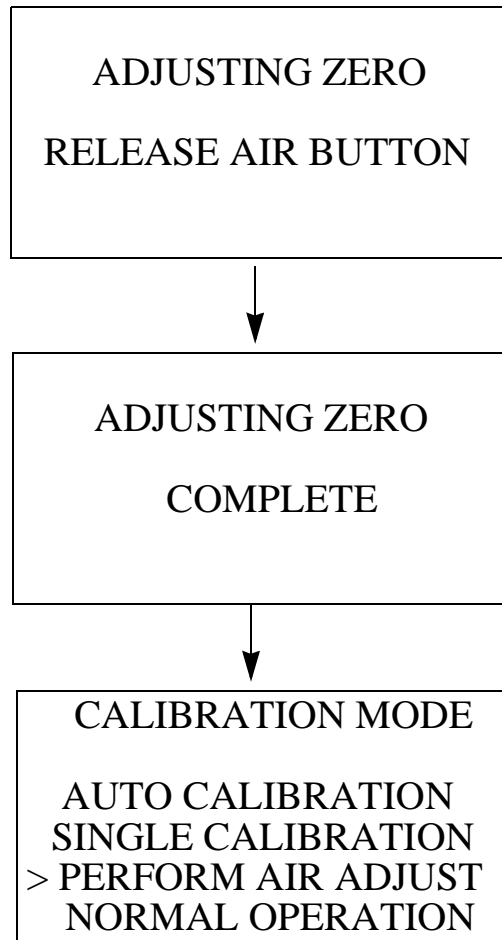 ADJUSTING ZERO
RELEASE AIR BUTTON
ADJUSTING ZERO
COMPLETE
CALIBRATION MODE
AUTO CALIBRATION
SINGLE CALIBRATION
> PERFORM AIR ADJUST
NORMAL OPERATION